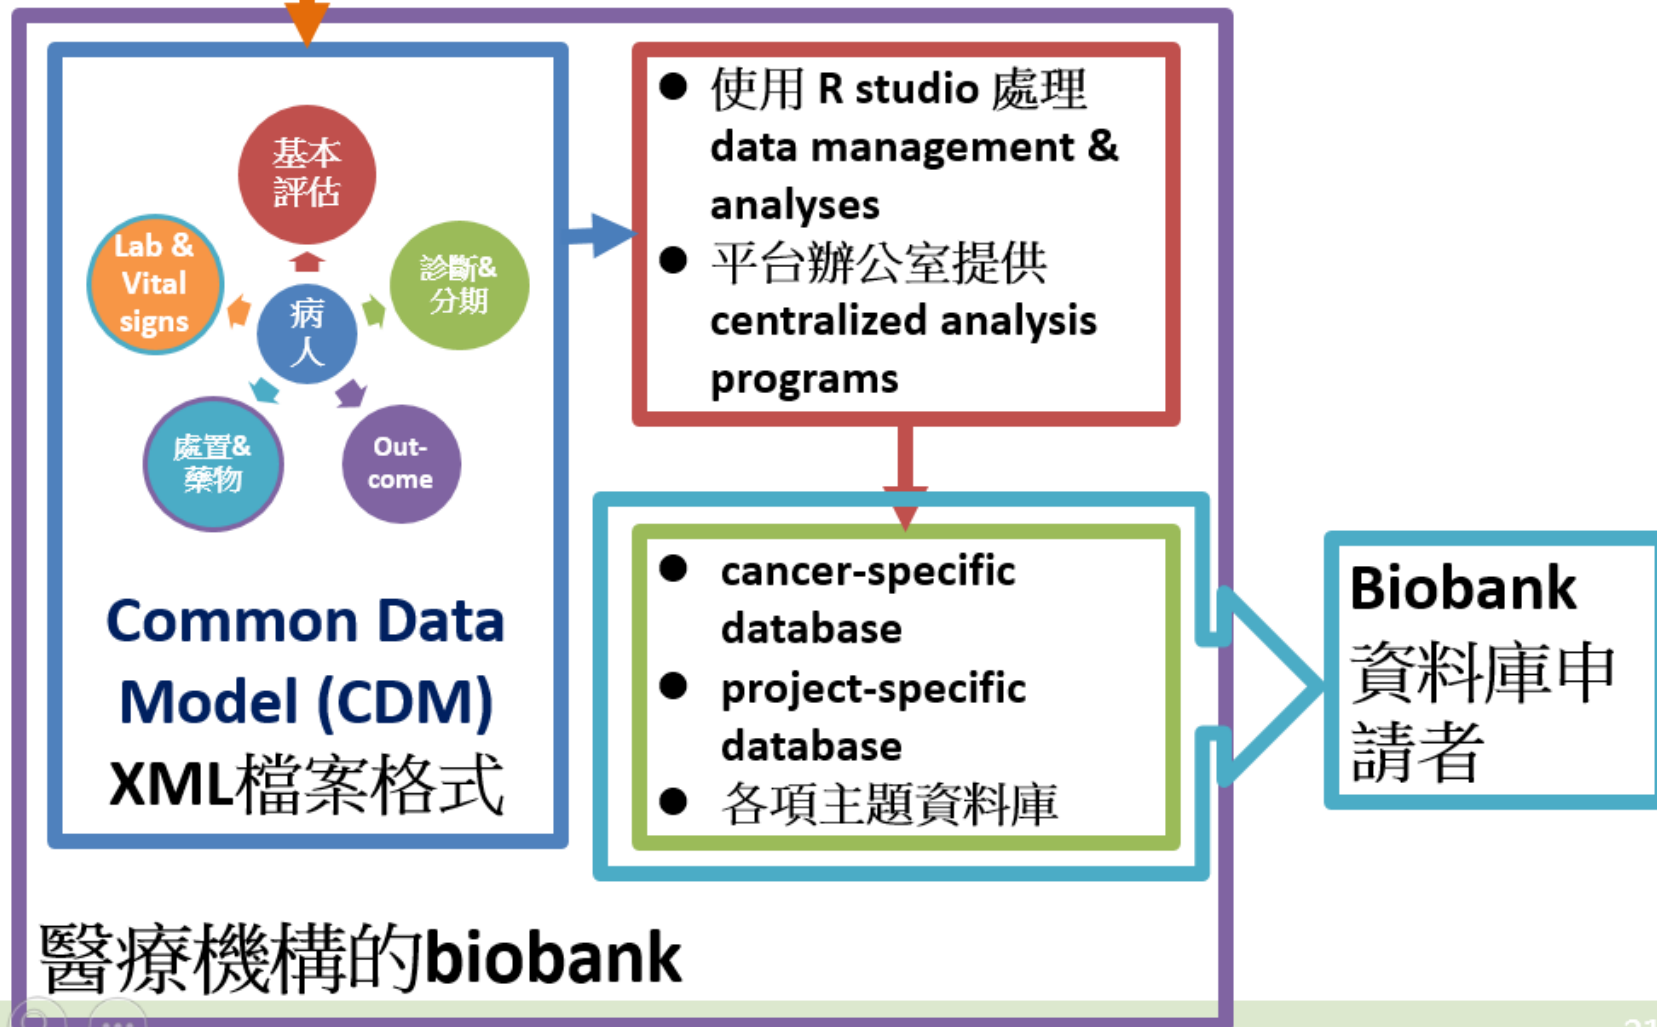 基本
評估
Lab &
Vital
signs
診斷&
分期
病
人
處置&
藥物
Out-
come
Common Data
Model (CDM)
XML檔案格式
● 使用 R studio 處理
data management &
analyses
● 平台辦公室提供
centralized analysis
programs
● cancer-specific
database
● project-specific
database
● 各項主題資料庫
Biobank
資料庫申
請者
醫療機構的biobank